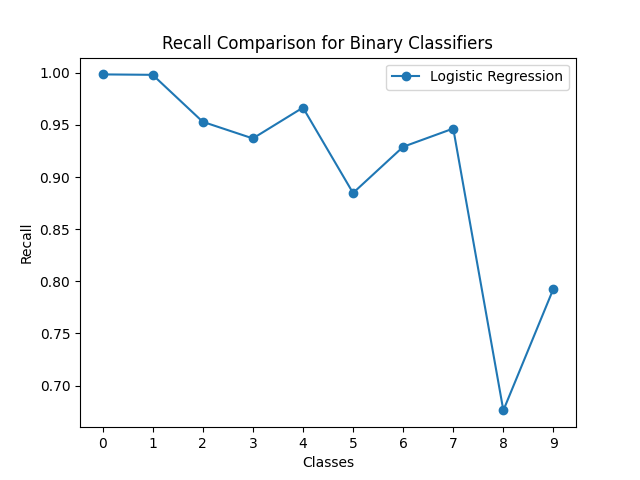 Recall Comparison for Binary Classifiers
Logistic Regression
1.00
0.95
0.90
0.85
0.80
0.75
0.70
Recall
0 1 2 3 4 5 6 7 8 9
Classes